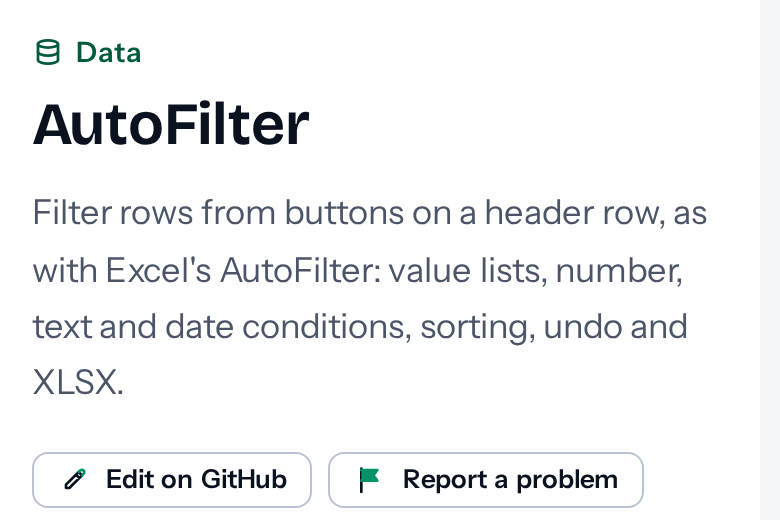 Data
AutoFilter
Filter rows from buttons on a header row, as
with Excel's AutoFilter: value lists, number,
text and date conditions, sorting, undo and
XLSX.
Edit on GitHub
Report a problem